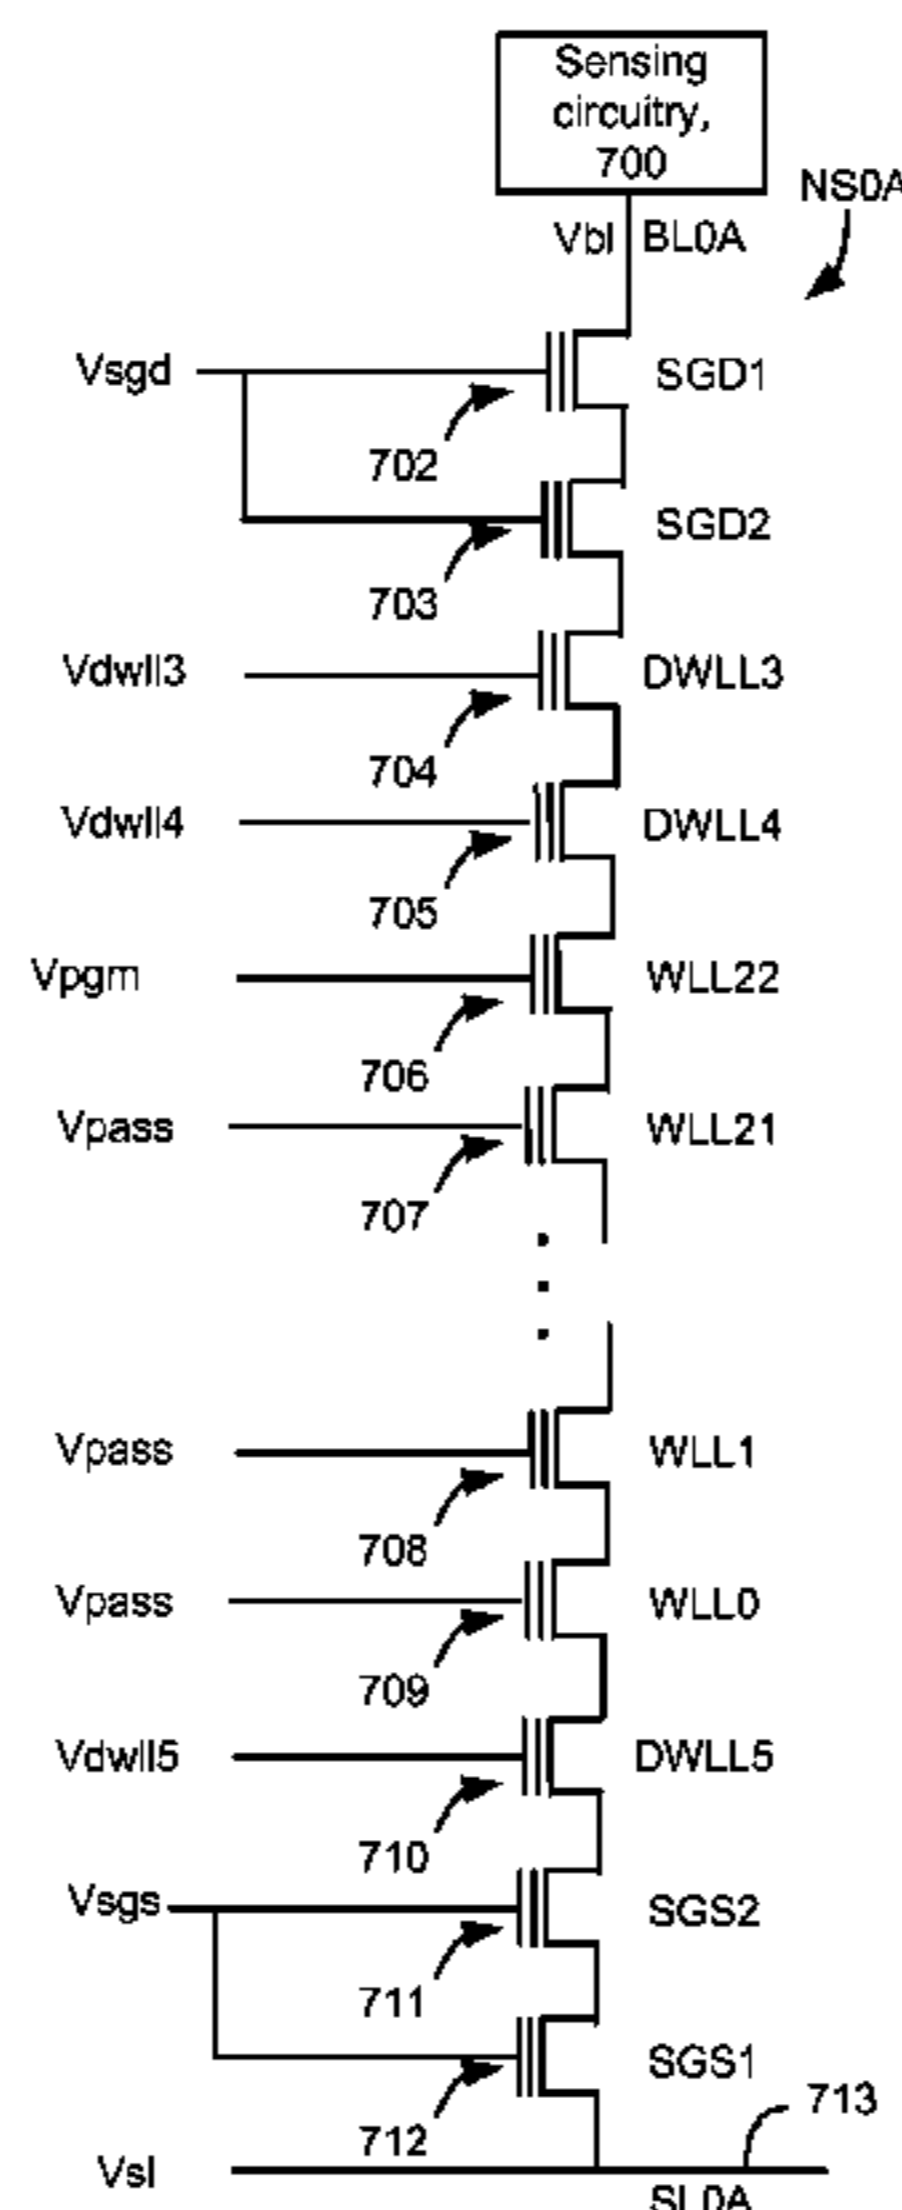 Sensing
circuitry,
700
NS0A
Vbl BL0A
Vsgd
SGD1
702
SGD2
703
Vdwll3
DWLL3
704
Vdwll4
DWLL4
705
Vpgm
WLL22
706
Vpass
WLL21
707
Vpass
WLL1
708
Vpass
WLL0
709
Vdwll5
DWLL5
710
Vsgs
SGS2
711
SGS1
713
712
Vsl
SL0A